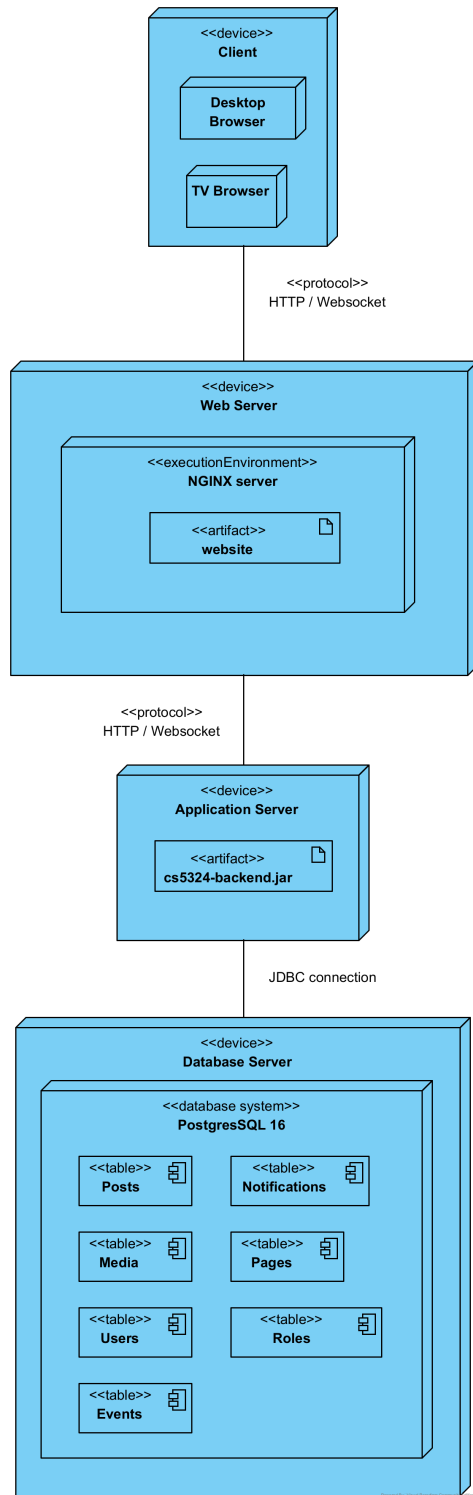 <<device>>
Client
Desktop
Browser
TV Browser
<<protocol>>
HTTP / Websocket
<<device>>
Web Server
<<executionEnvironment>>
NGINX server
<<artifact>>
website
<<protocol>>
HTTP / Websocket
<<device>>
Application Server
<<artifact>>
cs5324-backend.jar
JDBC connection
<<device>>
Database Server
<<database system>>
PostgresSQL 16
<<table>>
Posts
<<table>>
Notifications
<<table>>
Media
<<table>>
Pages
<<table>>
Users
<<table>>
Roles
<<table>>
Events